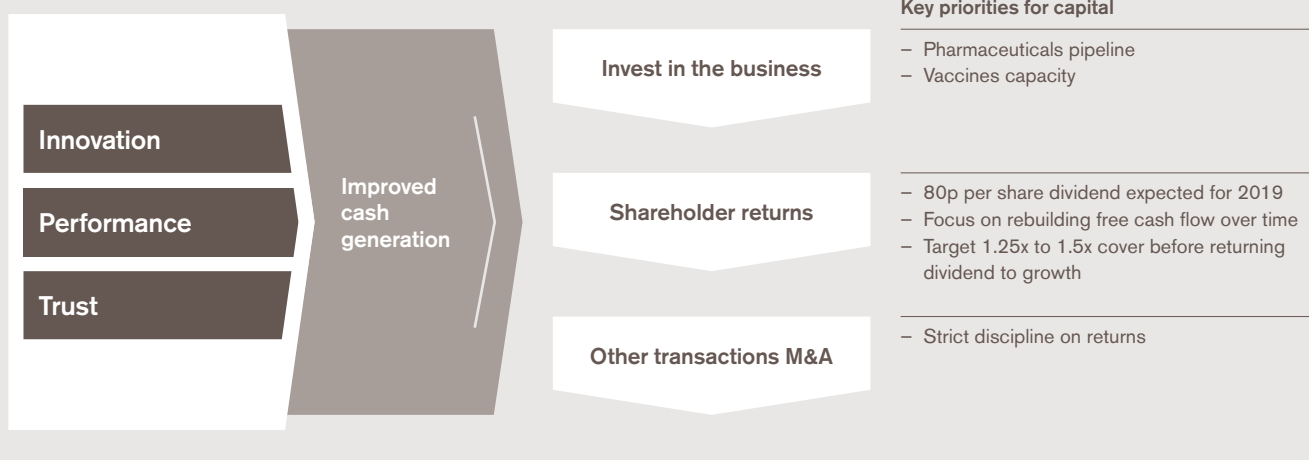 Innovation
Performance
Trust
Improved
cash
generation
Invest in the business
Shareholder returns
Other transactions M&A
Key priorities for capital
– Pharmaceuticals pipeline
– Vaccines capacity
– 80p per share dividend expected for 2019
– Focus on rebuilding free cash flow over time
– Target 1.25x to 1.5x cover before returning
dividend to growth
– Strict discipline on returns